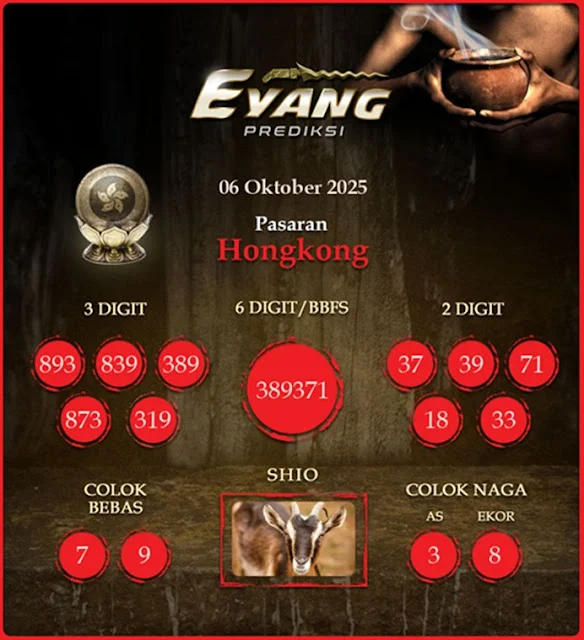 EYANG
PREDIKSI
06 Oktober 2025
Pasaran
Hongkong
3 DIGIT
893 839 389
873 319
6 DIGIT/BBFS
389371
2 DIGIT
37 39 71
18 33
COLOK
BEBAS
7 9
SHIO
COLOK NAGA
AS EKOR
3 8